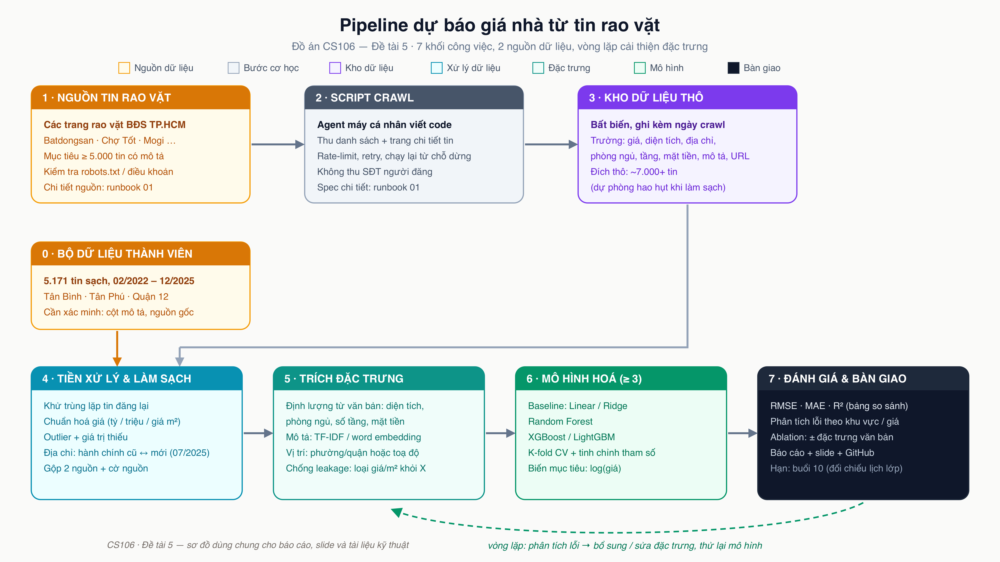 Pipeline dự báo giá nhà từ tin rao vặt
Đồ án CS106 — Đề tài 5 · 7 khối công việc, 2 nguồn dữ liệu, vòng lặp cải thiện đặc trưng
Nguồn dữ liệu
Bước cơ học
Kho dữ liệu
Xử lý dữ liệu
Đặc trưng
Mô hình
Bàn giao
1 · NGUỒN TIN RAO VẶT
Các trang rao vặt BĐS TP.HCM
Batdongsan · Chợ Tốt · Mogi …
Mục tiêu ≥ 5.000 tin có mô tả
Kiểm tra robots.txt / điều khoản
Chi tiết nguồn: runbook 01
2 · SCRIPT CRAWL
Agent máy cá nhân viết code
Thu danh sách + trang chi tiết tin
Rate-limit, retry, chạy lại từ chỗ dừng
Không thu SĐT người đăng
Spec chi tiết: runbook 01
3 · KHO DỮ LIỆU THÔ
Bất biến, ghi kèm ngày crawl
Trường: giá, diện tích, địa chỉ,
phòng ngủ, tầng, mặt tiền, mô tả, URL
Đích thô: ~7.000+ tin
(dự phòng hao hụt khi làm sạch)
0 · BỘ DỮ LIỆU THÀNH VIÊN
5.171 tin sạch, 02/2022 – 12/2025
Tân Bình · Tân Phú · Quận 12
Cần xác minh: cột mô tả, nguồn gốc
4 · TIỀN XỬ LÝ & LÀM SẠCH
Khử trùng lặp tin đăng lại
Chuẩn hoá giá (tỷ / triệu / giá m²)
Outlier + giá trị thiếu
Địa chỉ: hành chính cũ ↔ mới (07/2025)
Gộp 2 nguồn + cờ nguồn
5 · TRÍCH ĐẶC TRƯNG
Định lượng từ văn bản: diện tích,
phòng ngủ, số tầng, mặt tiền
Mô tả: TF-IDF / word embedding
Vị trí: phường/quận hoặc toạ độ
Chống leakage: loại giá/m² khỏi X
6 · MÔ HÌNH HOÁ (≥ 3)
Baseline: Linear / Ridge
Random Forest
XGBoost / LightGBM
K-fold CV + tinh chỉnh tham số
Biến mục tiêu: log(giá)
7 · ĐÁNH GIÁ & BÀN GIAO
RMSE · MAE · R² (bảng so sánh)
Phân tích lỗi theo khu vực / giá
Ablation: ± đặc trưng văn bản
Báo cáo + slide + GitHub
Hạn: buổi 10 (đối chiếu lịch lớp)
CS106 · Đề tài 5 — sơ đồ dùng chung cho báo cáo, slide và tài liệu kỹ thuật
vòng lặp: phân tích lỗi → bổ sung / sửa đặc trưng, thử lại mô hình